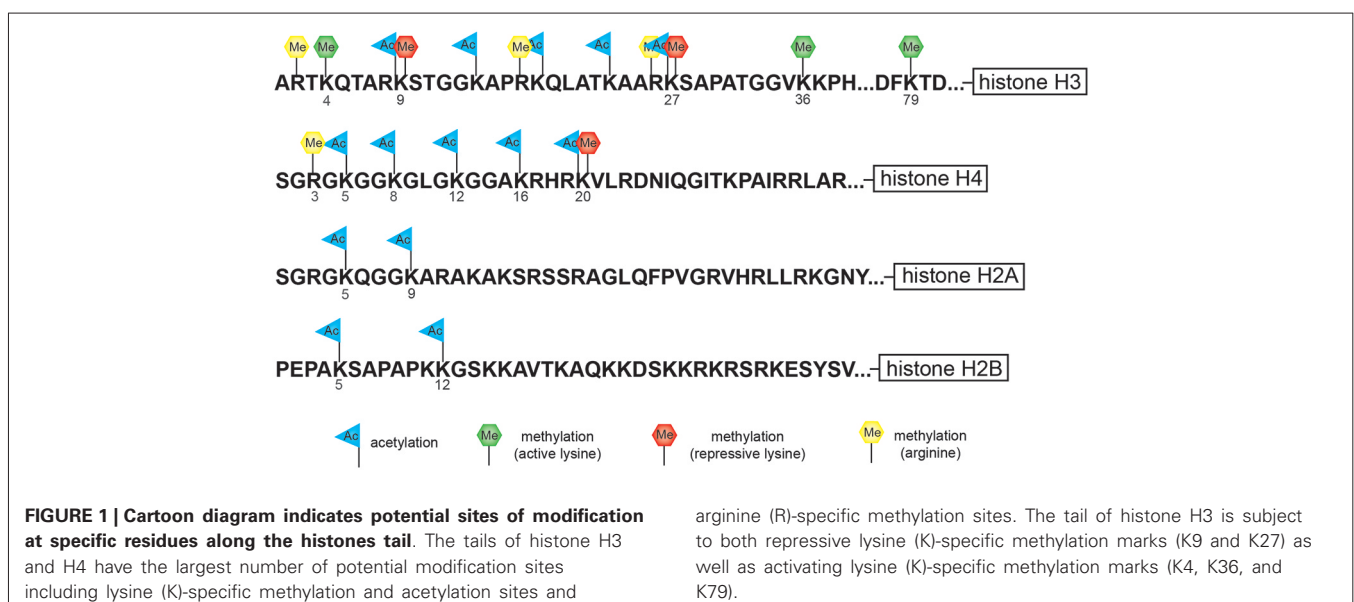 Me Me Ac Me Ac Me Ac Ac Me Ac Me Me Me
ARTKQTARKSTGGKAPRKQLATKAARKSAPATGGVKKPH...DFKTD... histone H3
4 9 27 36 79
Me Ac Ac Ac Ac Ac Me
SGRGKGGKGLGKGGAKRHRKVLRDNIQGITKPAIRRLAR... histone H4
3 5 8 12 16 20
Ac Ac
SGRGKQGGKARAKAKSRSSRAGLQFPVGRVHRLLRKGNY... histone H2A
5 9
Ac Ac
PEPAKSAPAPKKGSKKAVTKAQKKDSKKRKRSRKESYSV... histone H2B
5 12
Ac acetylation
Me methylation
(active lysine)
Me methylation
(repressive lysine)
Me methylation
(arginine)
FIGURE 1 | Cartoon diagram indicates potential sites of modification
at specific residues along the histones tail. The tails of histone H3
and H4 have the largest number of potential modification sites
including lysine (K)-specific methylation and acetylation sites and
arginine (R)-specific methylation sites. The tail of histone H3 is subject
to both repressive lysine (K)-specific methylation marks (K9 and K27) as
well as activating lysine (K)-specific methylation marks (K4, K36, and
K79).